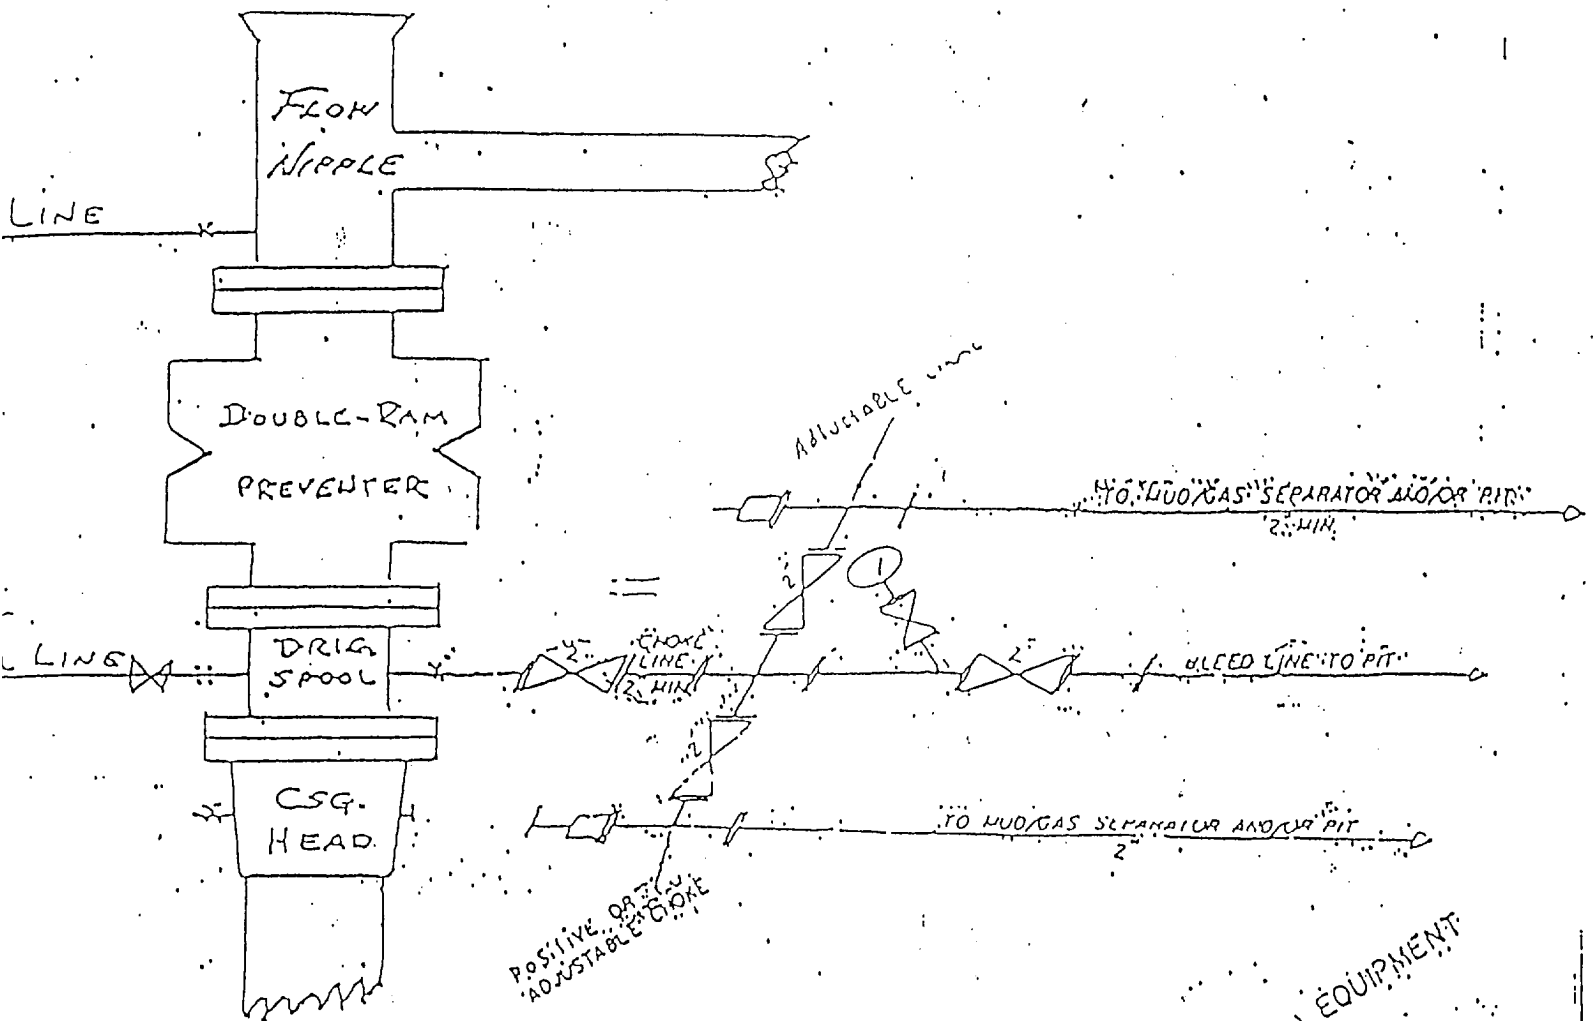 FLOW
NIPPLE
LINE
DOUBLE-RAM
PREVENTER
ADJUSTABLE
TO MUD/GAS SEPARATOR AND/OR PIT
2" MIN.
2"
1
LINE
DRLG
SPOOL
2"
CHOKE
LINE
2" MIN
2"
BLEED LINE TO PIT
2"
CSG.
HEAD
TO MUD/GAS SEPARATOR AND/OR PIT
2"
POSITIVE OR
ADJUSTABLE CHOKE
EQUIPMENT